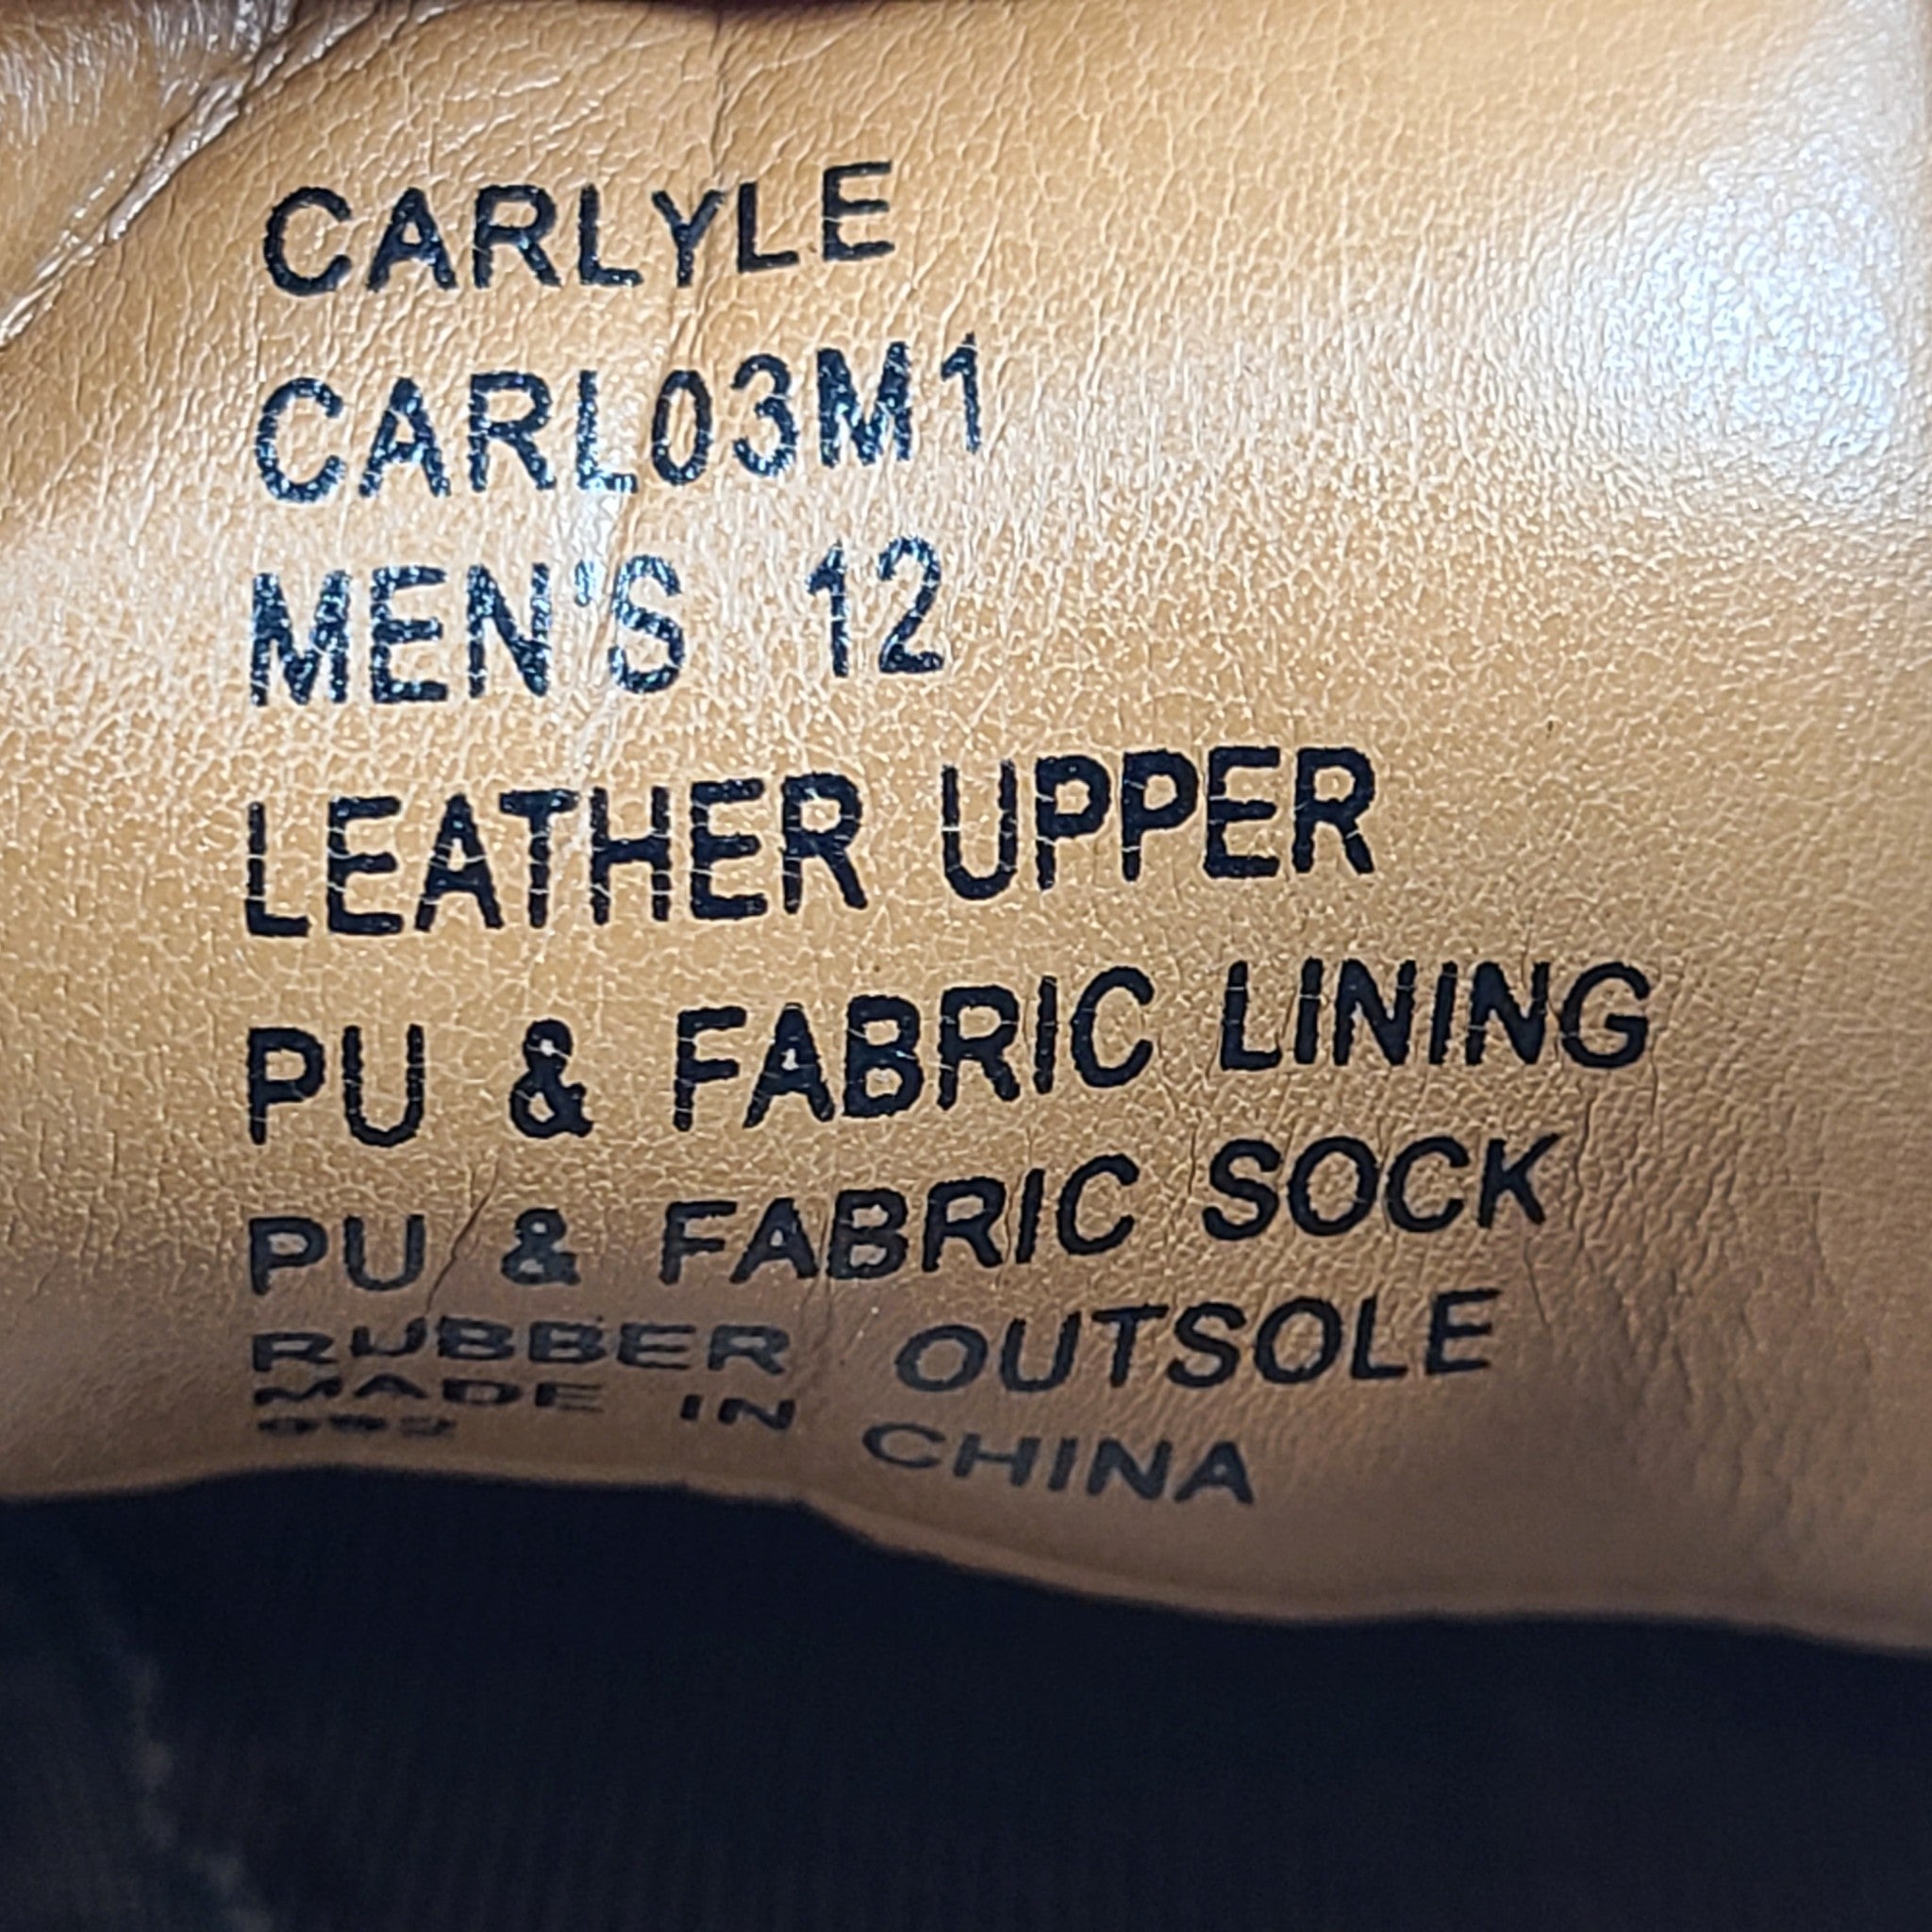 CARLYLE
CARL03M1
MEN'S 12
LEATHER UPPER
PU & FABRIC LINING
PU & FABRIC SOCK
RUBBER OUTSOLE
MADE IN CHINA